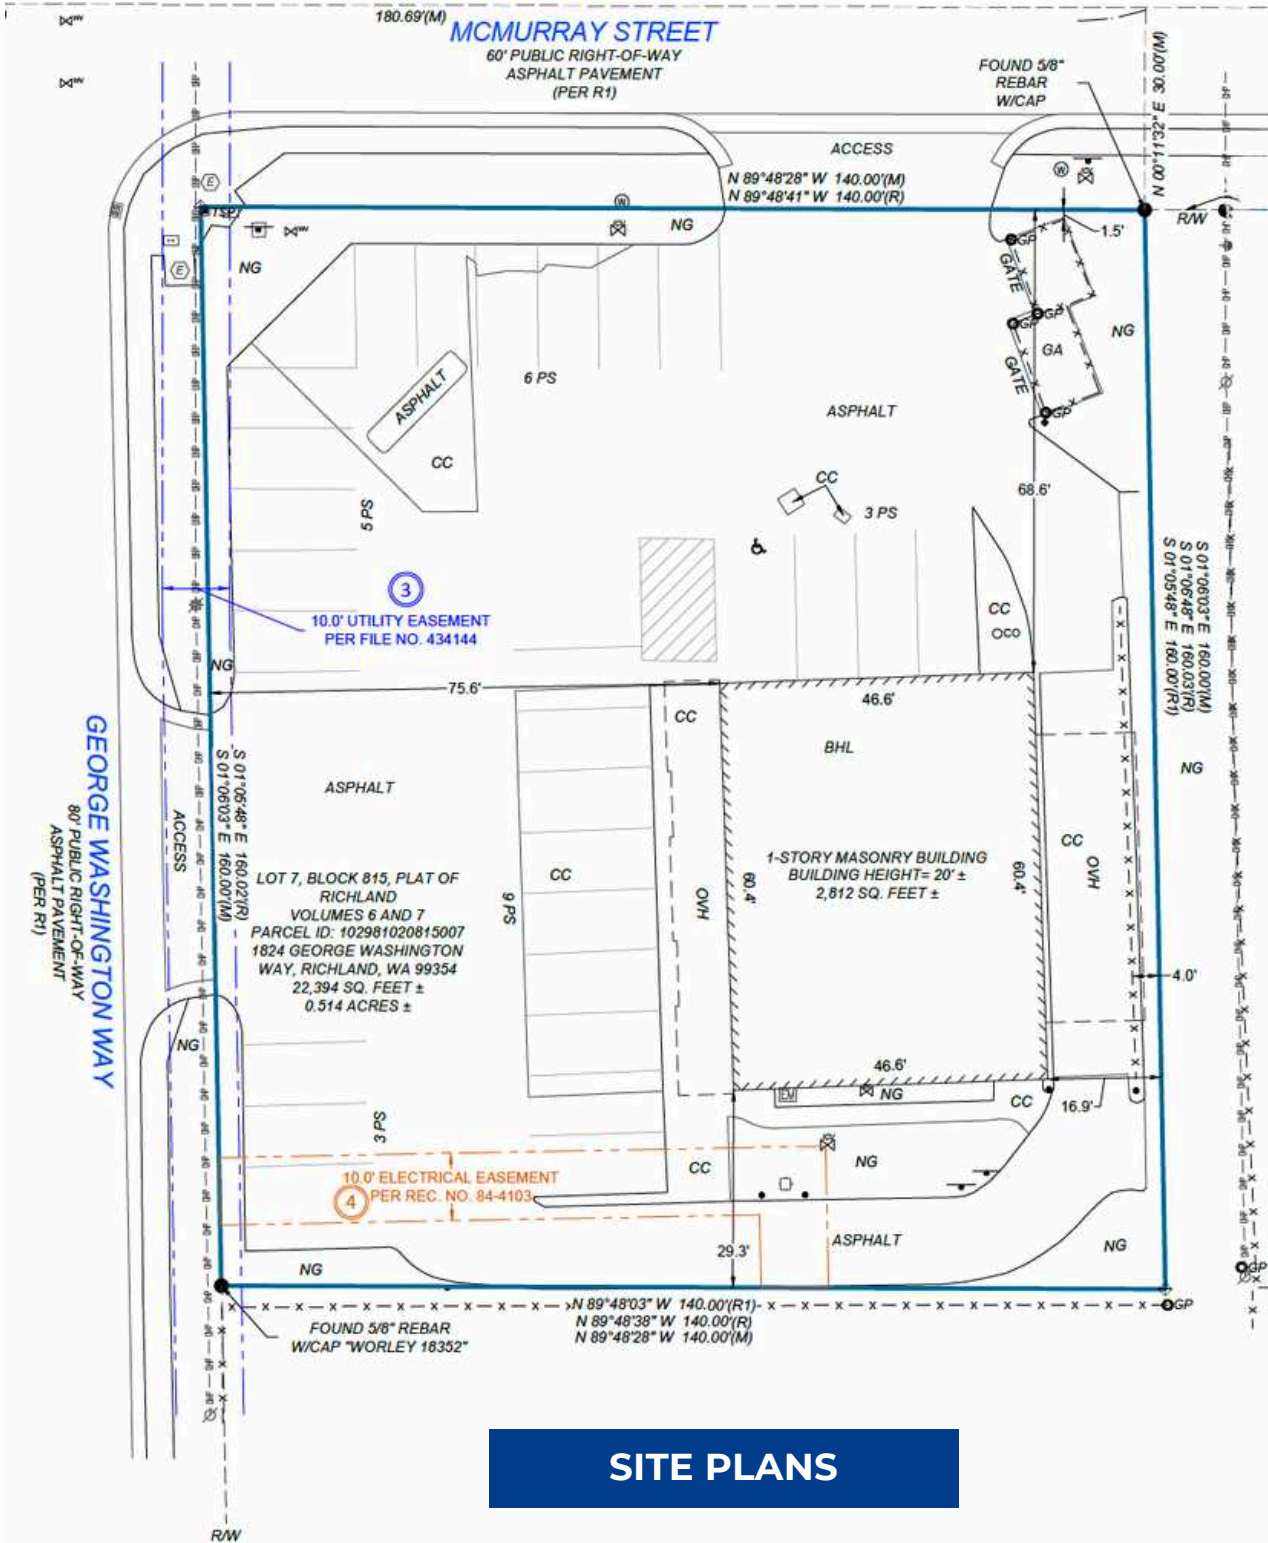 180.69'(M)
MCMURRAY STREET
60' PUBLIC RIGHT-OF-WAY
ASPHALT PAVEMENT
(PER R1)
FOUND 5/8"
REBAR
W/CAP
N 00°11'32" E 30.00'(M)
ACCESS
N 89°48'28" W 140.00'(M)
N 89°48'41" W 140.00'(R)
W
W
R/W
E
TSP
NG
1.5'
E
NG
GP
GATE
GP
GP
NG
GA
GATE
GP
6 PS
ASPHALT
ASPHALT
CC
CC
3 PS
68.6'
5 PS
3
10.0' UTILITY EASEMENT
PER FILE NO. 434144
CC
CO
S 01°06'03" E 160.00'(M)
S 01°06'48" E 160.03'(R)
S 01°05'48" E 160.00'(R1)
NG
75.6'
46.6'
CC
BHL
NG
GEORGE WASHINGTON WAY
80' PUBLIC RIGHT-OF-WAY
ASPHALT PAVEMENT
(PER R1)
ACCESS
S 01°06'48" E 160.02'(R)
S 01°06'03" E 160.00'(M)
ASPHALT
LOT 7, BLOCK 815, PLAT OF
RICHLAND
VOLUMES 6 AND 7
PARCEL ID: 102981020815007
1824 GEORGE WASHINGTON
WAY, RICHLAND, WA 99354
22,394 SQ. FEET ±
0.514 ACRES ±
9 PS
CC
OVH
60.4'
1-STORY MASONRY BUILDING
BUILDING HEIGHT= 20' ±
2,812 SQ. FEET ±
60.4'
CC
OVH
4.0'
NG
46.6'
EM
NG
CC
16.9'
3 PS
10.0' ELECTRICAL EASEMENT
PER REC. NO. 84-4103
4
CC
NG
29.3'
ASPHALT
NG
NG
GP
N 89°48'03" W 140.00'(R1)
N 89°48'38" W 140.00'(R)
N 89°48'28" W 140.00'(M)
GP
FOUND 5/8" REBAR
W/CAP "WORLEY 18352"
SITE PLANS
R/W